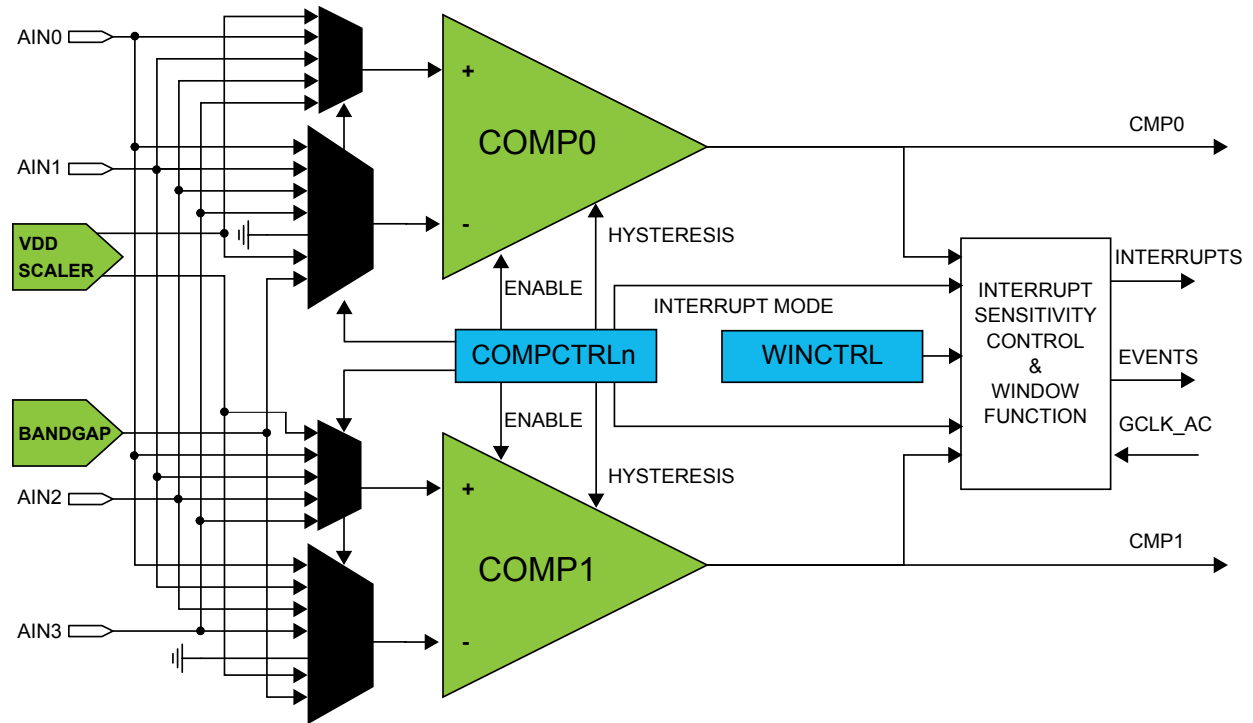 AIN0
+
COMP0
CMP0
AIN1
-
HYSTERESIS
VDD
SCALER
ENABLE
INTERRUPT MODE
INTERRUPT
SENSITIVITY
CONTROL
&
WINDOW
FUNCTION
INTERRUPTS
COMPCTRLn
WINCTRL
EVENTS
BANDGAP
ENABLE
GCLK_AC
HYSTERESIS
AIN2
+
COMP1
CMP1
AIN3
-